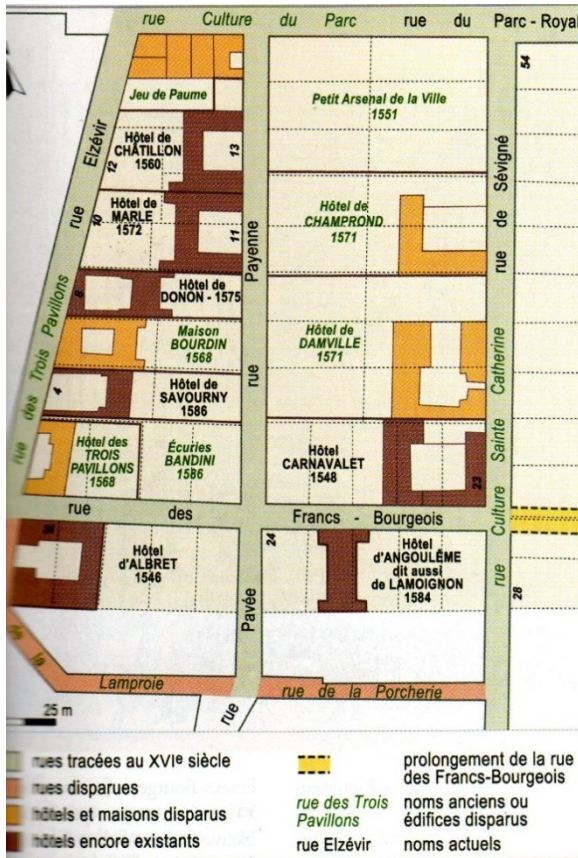 rue Culture du Parc rue du Parc - Royal
54
Jeu de Paume
Petit Arsenal de la Ville
1551
rue des Trois Pavillons rue Elzévir
12
Hôtel de
CHÂTILLON
1560
13
10
Hôtel de
MARLE
1572
11
rue Payenne
Hôtel de
CHAMPROND
1571
rue Culture Sainte Catherine rue de Sévigné
8
Hôtel de
DONON - 1575
Maison
BOURDIN
1568
Hôtel de
DAMVILLE
1571
4
Hôtel de
SAVOURNY
1586
Hôtel des
TROIS
PAVILLONS
1568
Écuries
BANDINI
1586
Hôtel
CARNAVALET
1548
23
rue des Francs - Bourgeois
Hôtel
d'ALBRET
1546
24
Hôtel
d'ANGOULÊME
dit aussi
de LAMOIGNON
1584
28
rue Pavée
de la Lamproie
rue de la Porcherie
25 m
rues tracées au XVIe siècle
rues disparues
hôtels et maisons disparus
hôtels encore existants
prolongement de la rue
des Francs-Bourgeois
rue des Trois
Pavillons
noms anciens ou
édifices disparus
rue Elzévir
noms actuels